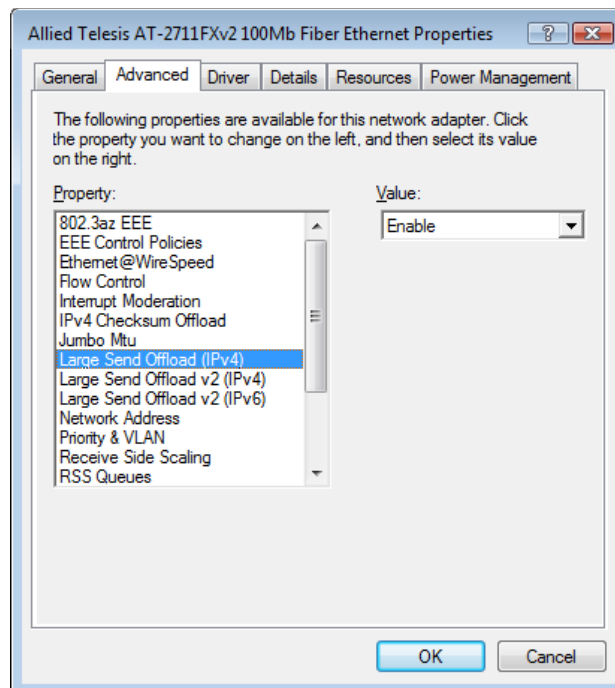 Allied Telesis AT-2711FXv2 100Mb Fiber Ethernet Properties
General Advanced Driver Details Resources Power Management
The following properties are available for this network adapter. Click
the property you want to change on the left, and then select its value
on the right.
Property:
Value:
802.3az EEE
EEE Control Policies
Ethernet@WireSpeed
Flow Control
Interrupt Moderation
IPv4 Checksum Offload
Jumbo Mtu
Large Send Offload (IPv4)
Large Send Offload v2 (IPv4)
Large Send Offload v2 (IPv6)
Network Address
Priority & VLAN
Receive Side Scaling
RSS Queues
Enable
OK Cancel